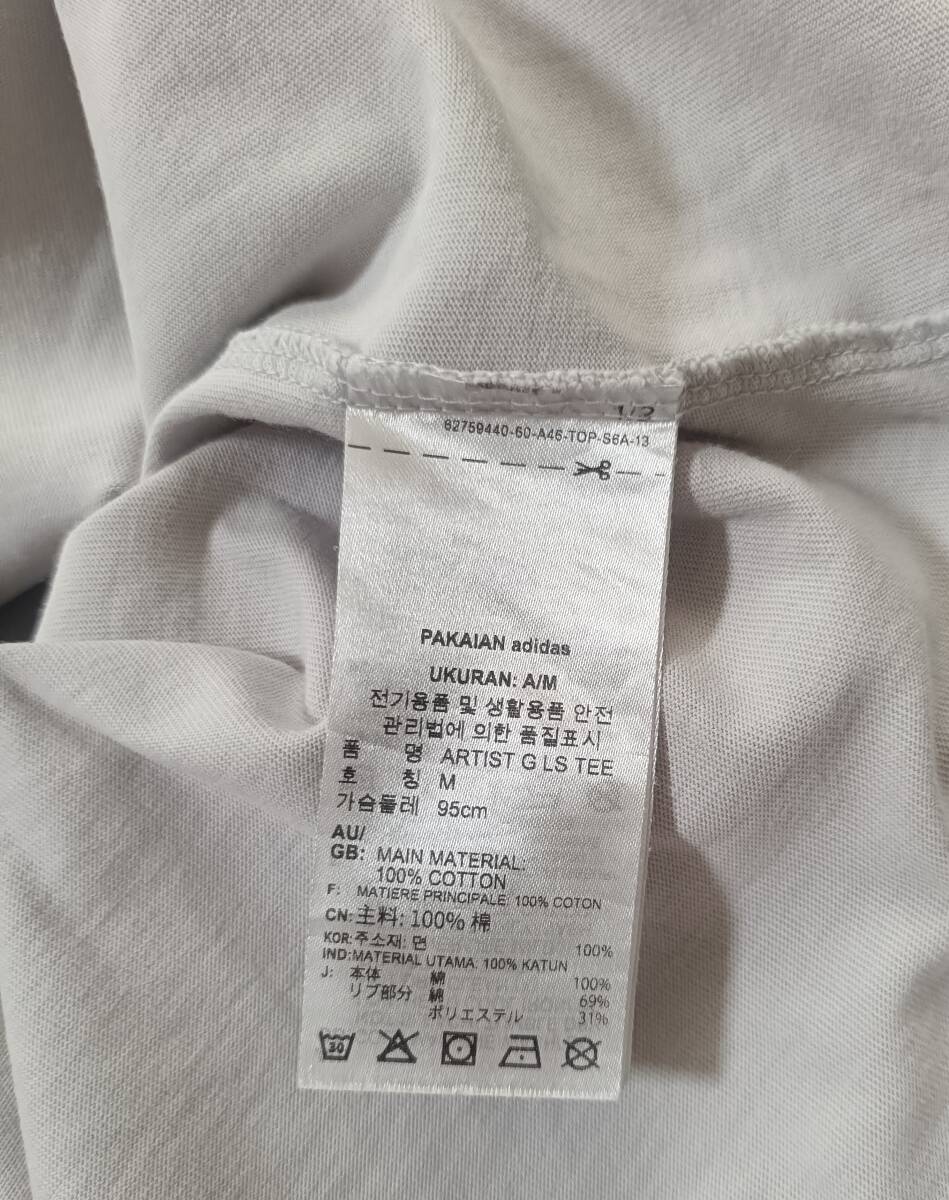 1/2
62759440-60-A46-TOP-S6A-13
PAKAIAN adidas
UKURAN: A/M
전기용품 및 생활용품 안전
관리법에 의한 품질표시
품 명 ARTIST G LS TEE
호 칭 M
가슴둘레 95cm
AU/
GB: MAIN MATERIAL:
100% COTTON
F: MATIERE PRINCIPALE: 100% COTON
CN: 主料: 100% 棉
KOR: 주소재: 면 100%
IND: MATERIAL UTAMA: 100% KATUN
J: 本体 綿 100%
リブ部分 綿 69%
ポリエステル 31%
30